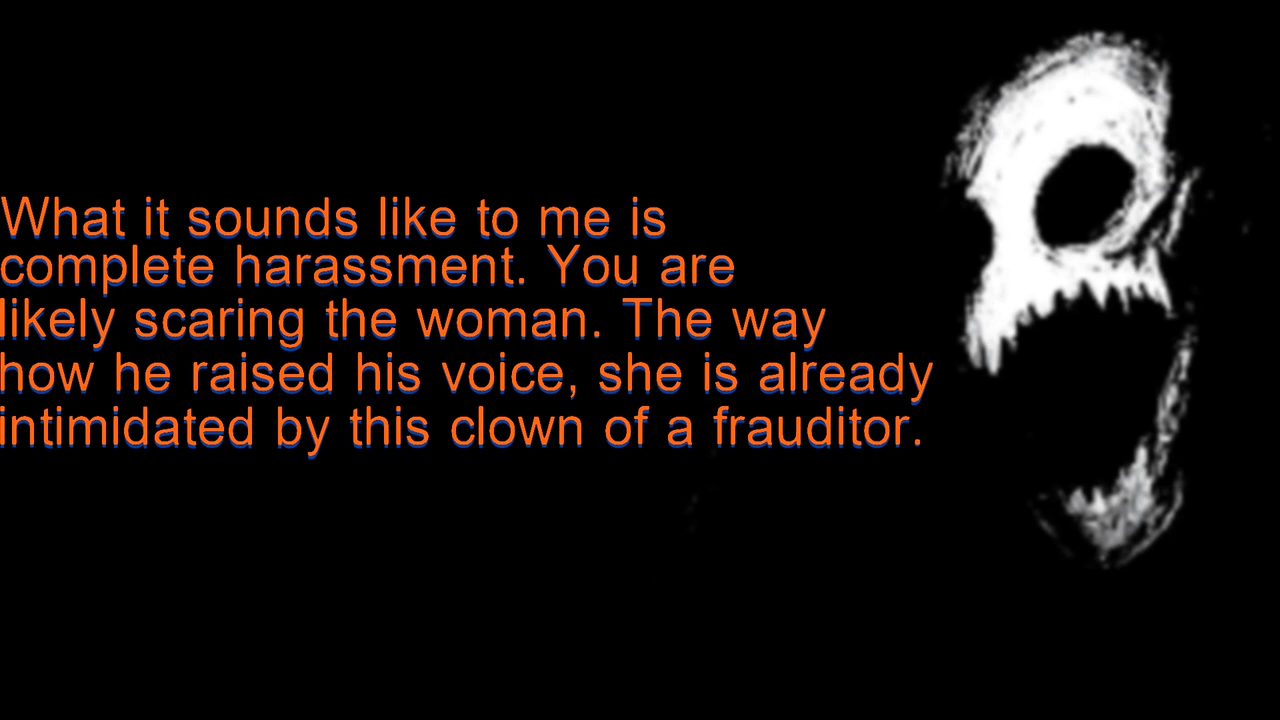 What it sounds like to me is
complete harassment. You are
likely scaring the woman. The way
how he raised his voice, she is already
intimidated by this clown of a frauditor.